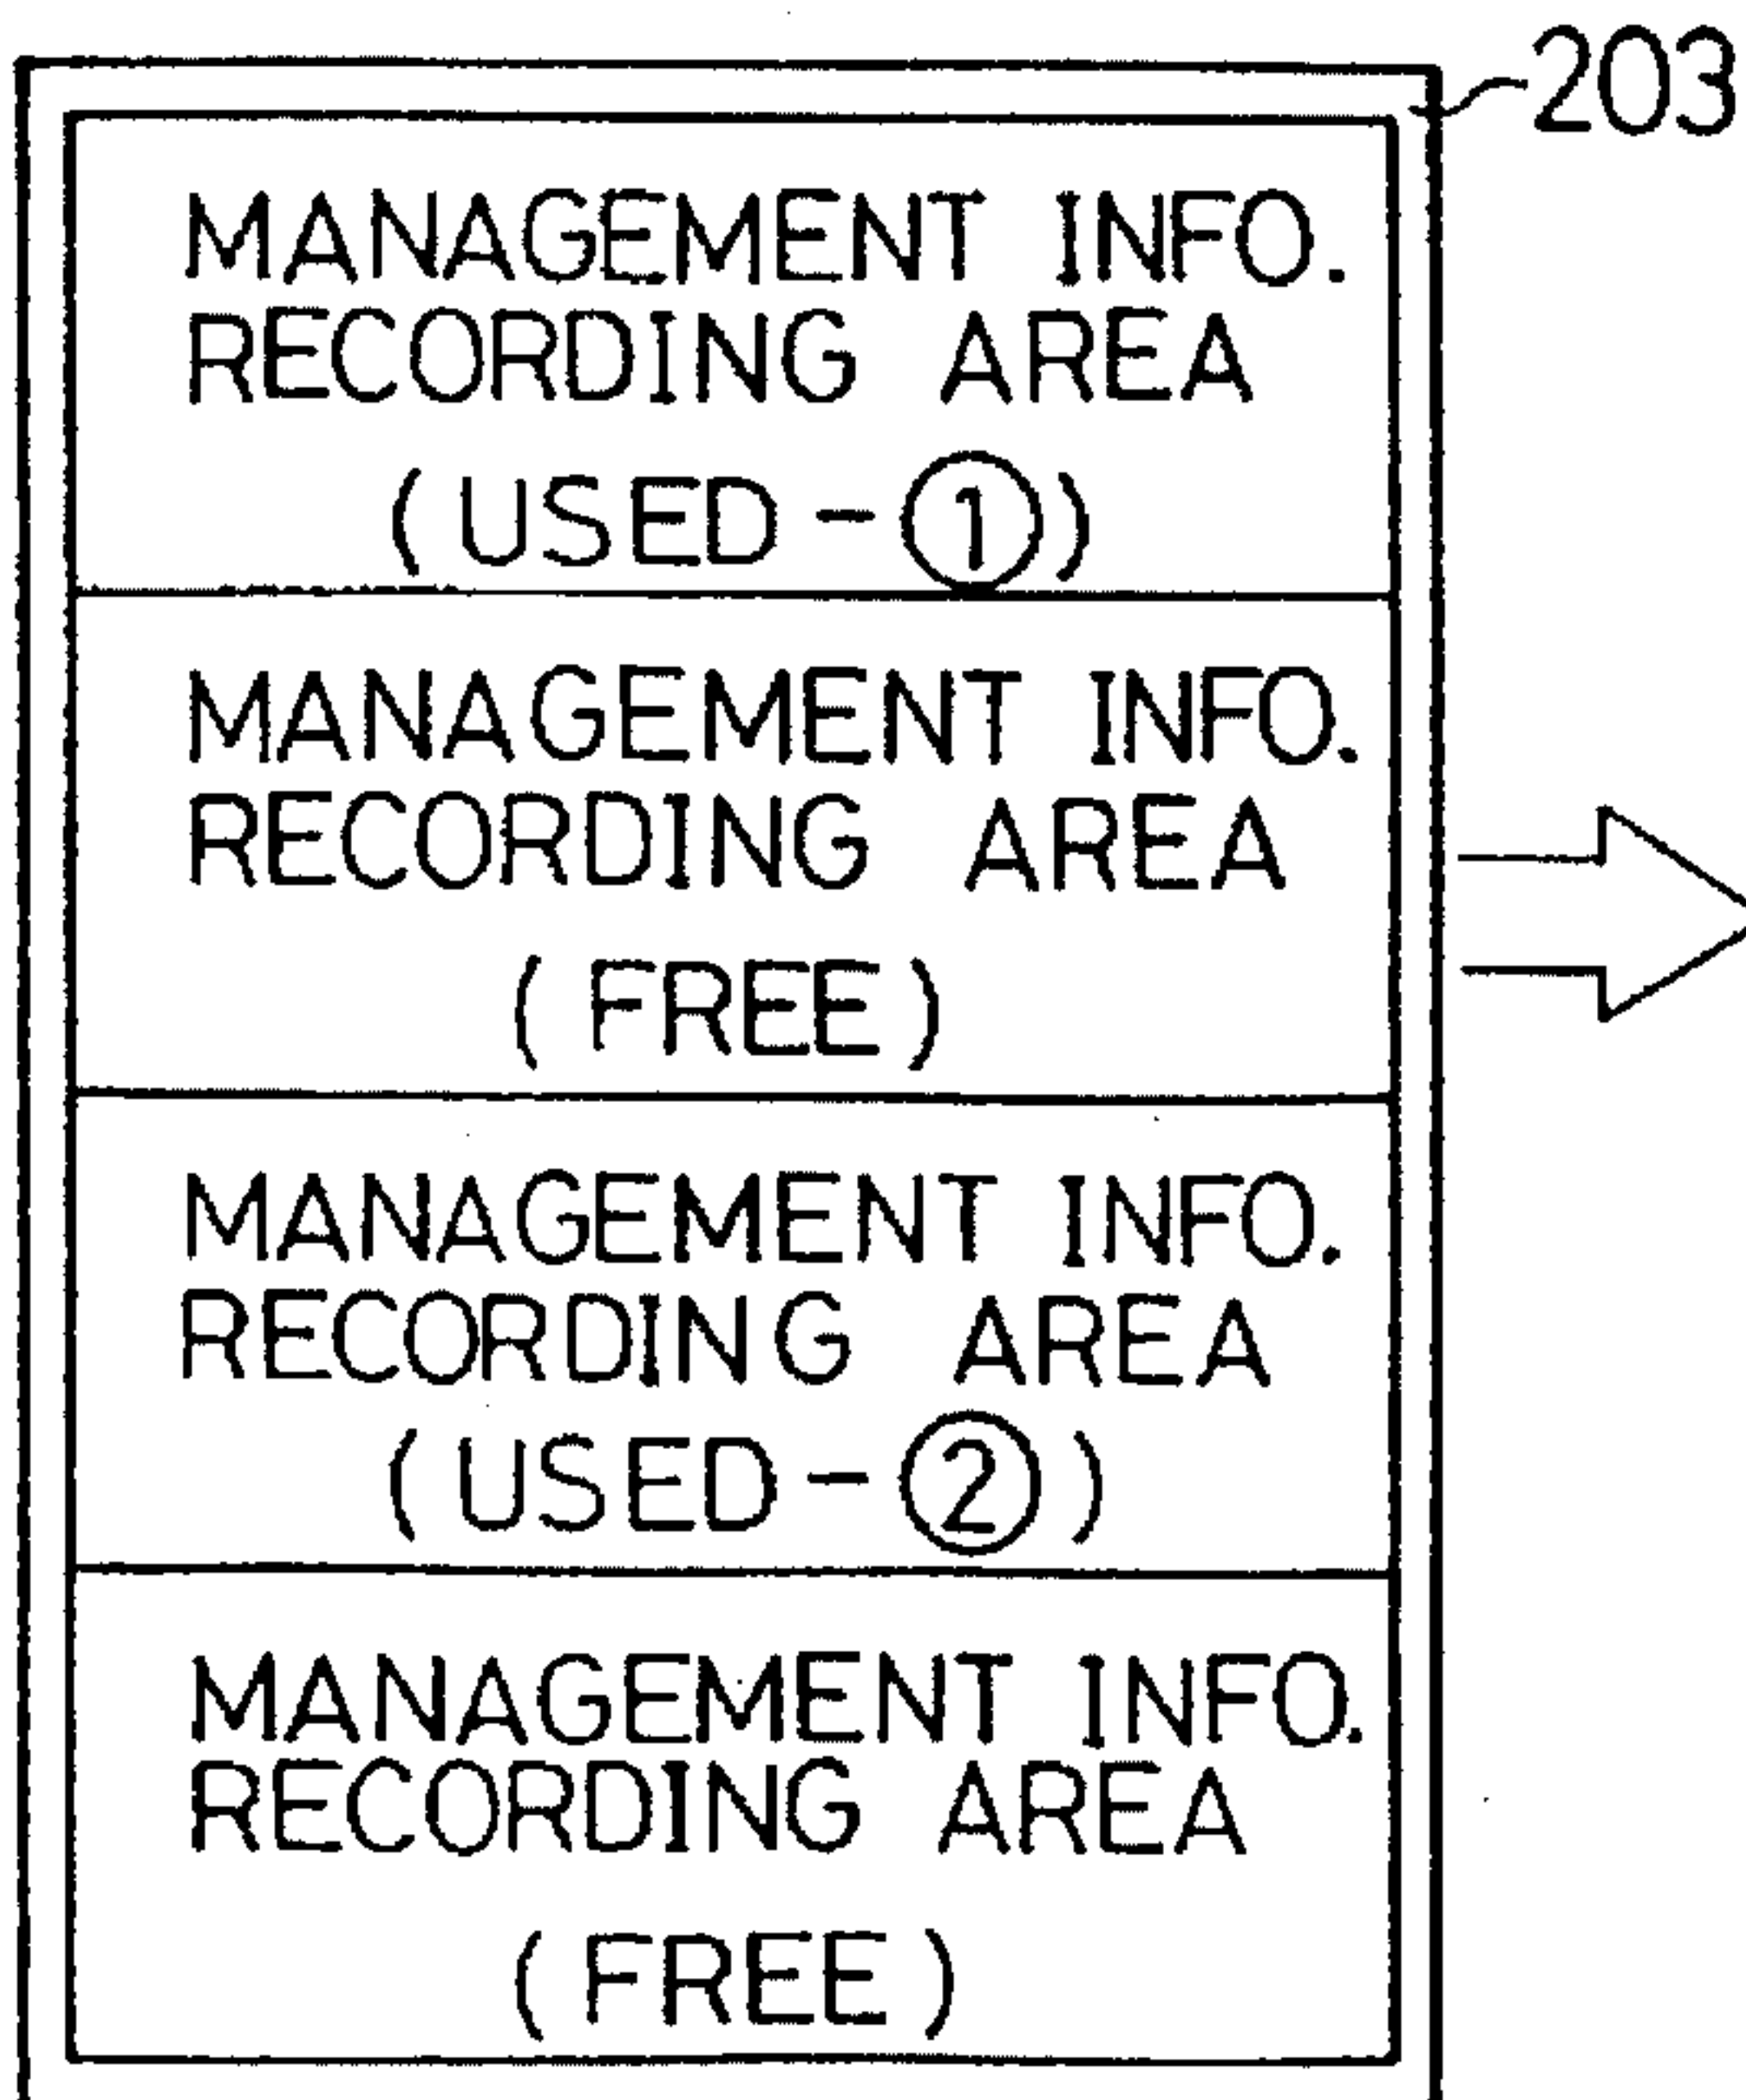 203
MANAGEMENT INFO.
RECORDING AREA
(USED-①)
MANAGEMENT INFO.
RECORDING AREA
(FREE)
MANAGEMENT INFO.
RECORDING AREA
(USED-②)
MANAGEMENT INFO.
RECORDING AREA
(FREE)